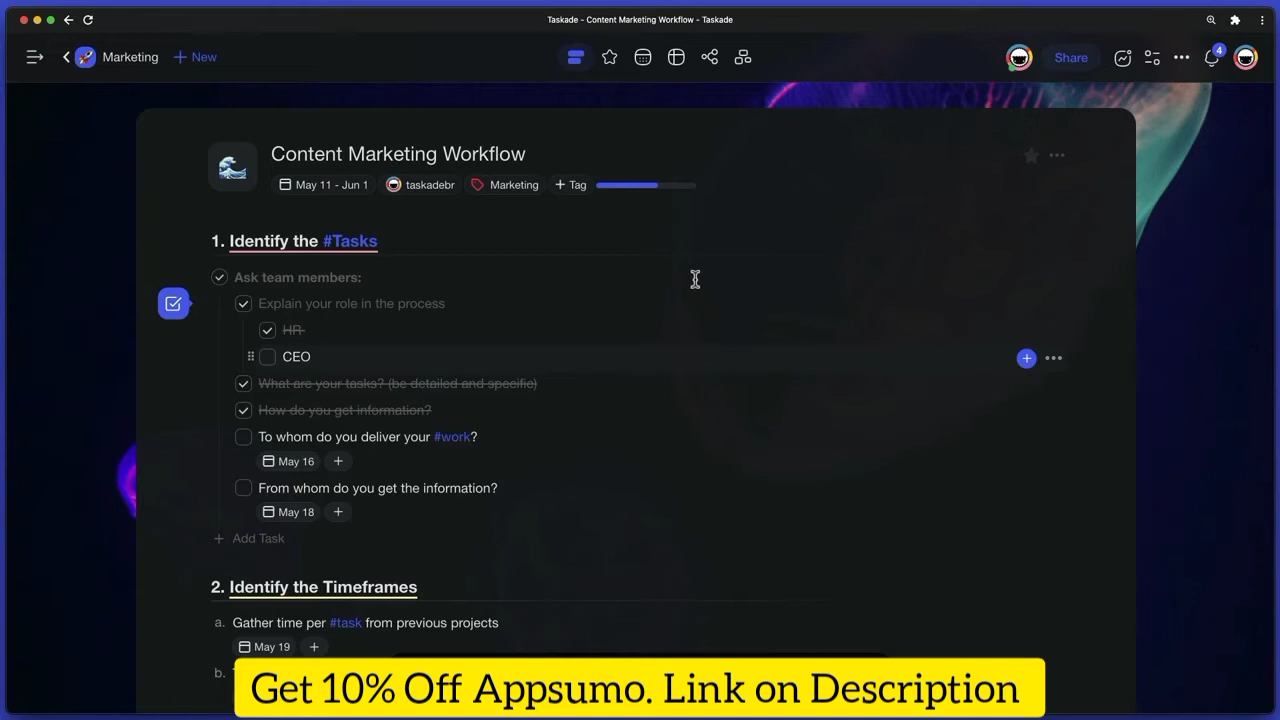 Taskade - Content Marketing Workflow - Taskade
Marketing + New
Share
4
Content Marketing Workflow
May 11 - Jun 1 taskadebr Marketing + Tag
1. Identify the #Tasks
Ask team members:
Explain your role in the process
HR
CEO
What are your tasks? (be detailed and specific)
How do you get information?
To whom do you deliver your #work?
May 16 +
From whom do you get the information?
May 18 +
+ Add Task
2. Identify the Timeframes
a. Gather time per #task from previous projects
May 19 +
b.
Get 10% Off Appsumo. Link on Description